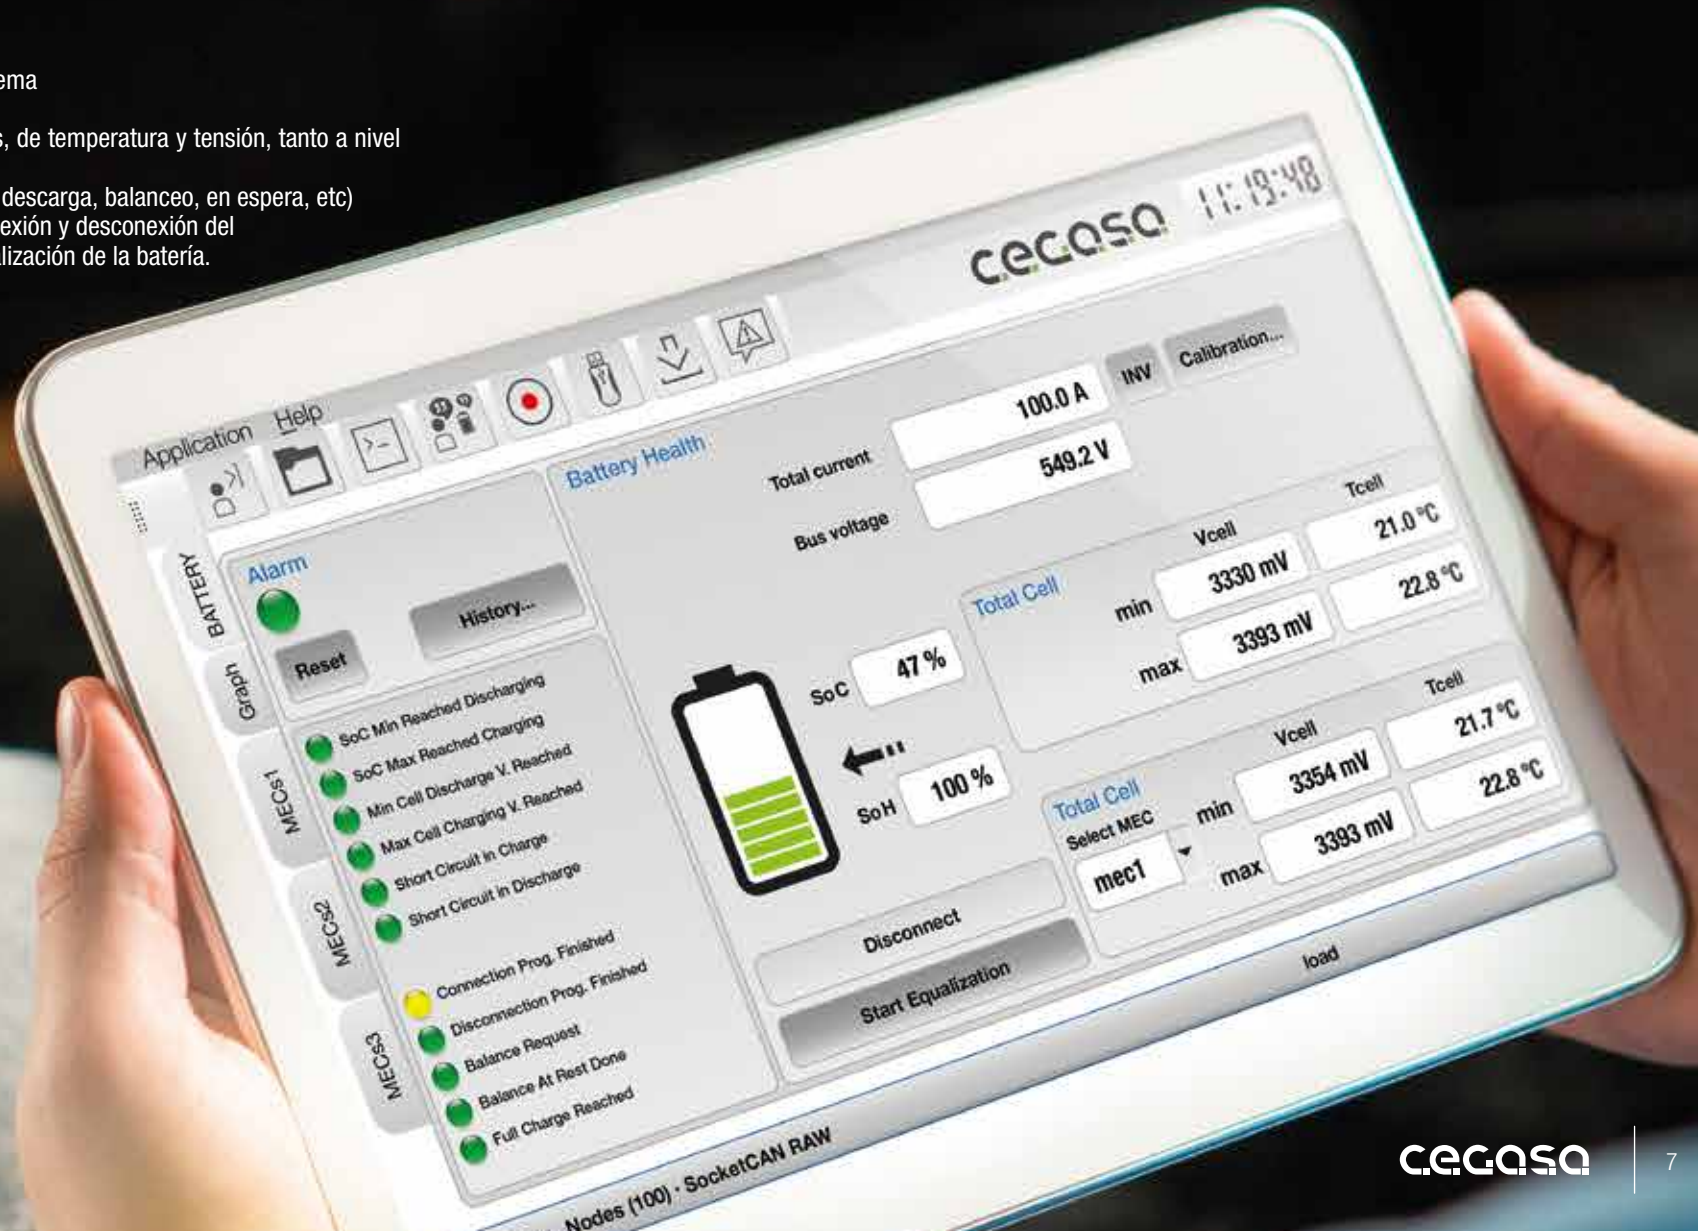 ema
s, de temperatura y tensión, tanto a nivel
descarga, balanceo, en espera, etc)
exión y desconexión del
alización de la batería.
cegasa 11:19:48
Application Help
BATTERY
Graph
MECs1
MECs2
MECs3
Alarm
Reset
History...
SoC Min Reached Discharging
SoC Max Reached Charging
Min Cell Discharge V. Reached
Max Cell Charging V. Reached
Short Circuit in Charge
Short Circuit in Discharge
Connection Prog. Finished
Disconnection Prog. Finished
Balance Request
Balance At Rest Done
Full Charge Reached
Battery Health
Total current 100.0 A INV Calibration...
Bus voltage 549.2 V
SoC 47 %
SoH 100 %
Total Cell
Vcell Tcell
min 3330 mV 21.0 °C
max 3393 mV 22.8 °C
Total Cell
Select MEC
mec1
Vcell Tcell
min 3354 mV 21.7 °C
max 3393 mV 22.8 °C
Disconnect
Start Equalization
Nodes (100) · SocketCAN RAW
load
cegasa
7